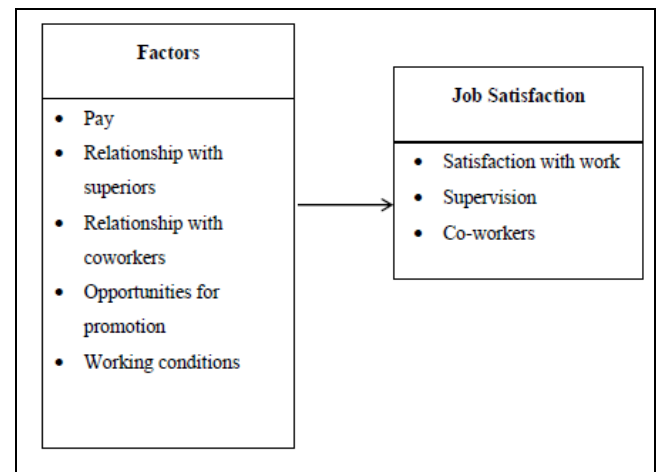 Factors
• Pay
• Relationship with
superiors
• Relationship with
coworkers
• Opportunities for
promotion
• Working conditions
Job Satisfaction
• Satisfaction with work
• Supervision
• Co-workers